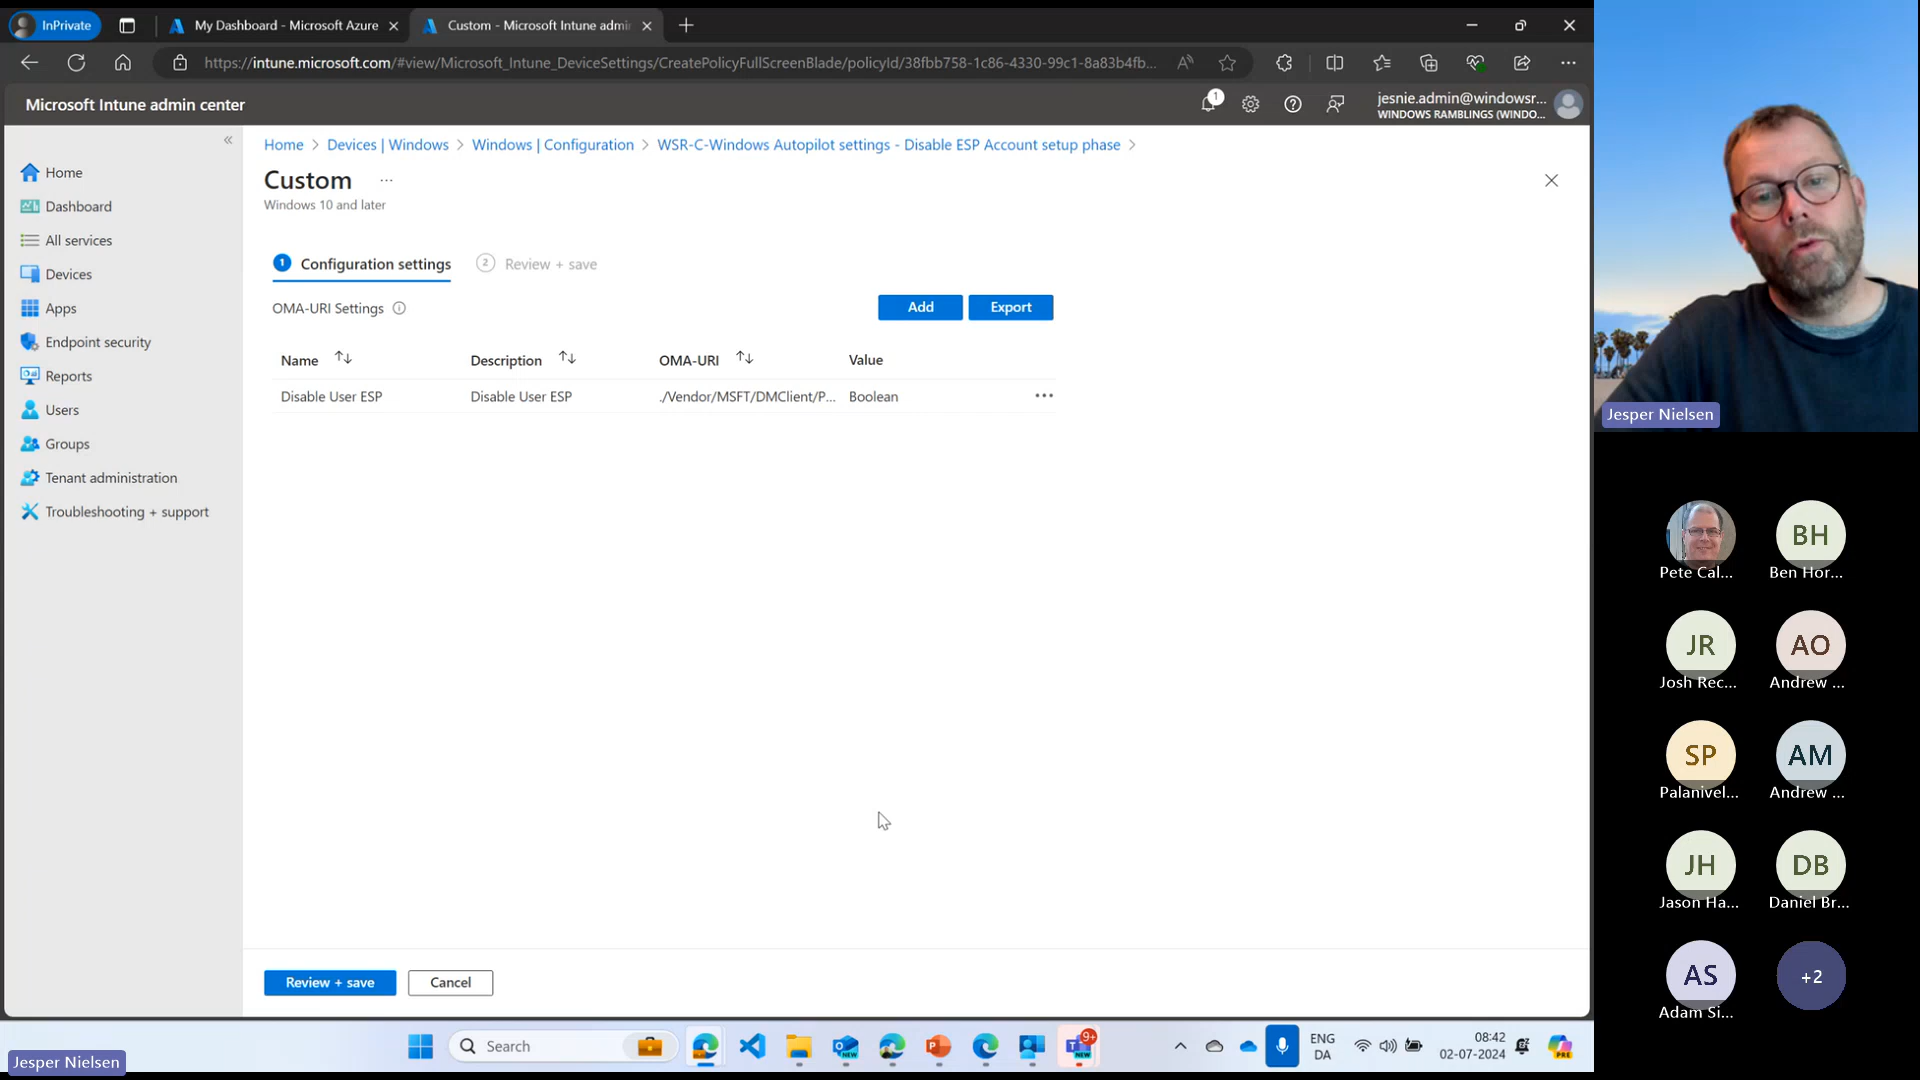 InPrivate
My Dashboard - Microsoft Azure
Custom - Microsoft Intune admi
https://intune.microsoft.com/#view/Microsoft_Intune_DeviceSettings/CreatePolicyFullScreenBlade/policyId/38fbb758-1c86-4330-99c1-8a83b4fb...
Microsoft Intune admin center
1
jesnie.admin@windowsr...
WINDOWS RAMBLINGS (WINDO...
Home
Dashboard
All services
Devices
Apps
Endpoint security
Reports
Users
Groups
Tenant administration
Troubleshooting + support
Home > Devices | Windows > Windows | Configuration > WSR-C-Windows Autopilot settings - Disable ESP Account setup phase >
Custom ...
Windows 10 and later
1 Configuration settings 2 Review + save
OMA-URI Settings
Add Export
Name Description OMA-URI Value
Disable User ESP Disable User ESP ./Vendor/MSFT/DMClient/P... Boolean ...
Review + save Cancel
Jesper Nielsen
Pete Cal...
BH
Ben Hor...
JR
Josh Rec...
AO
Andrew ...
SP
Palanivel...
AM
Andrew ...
JH
Jason Ha...
DB
Daniel Br...
AS
Adam Si...
+2
Jesper Nielsen
Search
NEW
PRE
9+
NEW
ENG
DA
08:42
02-07-2024